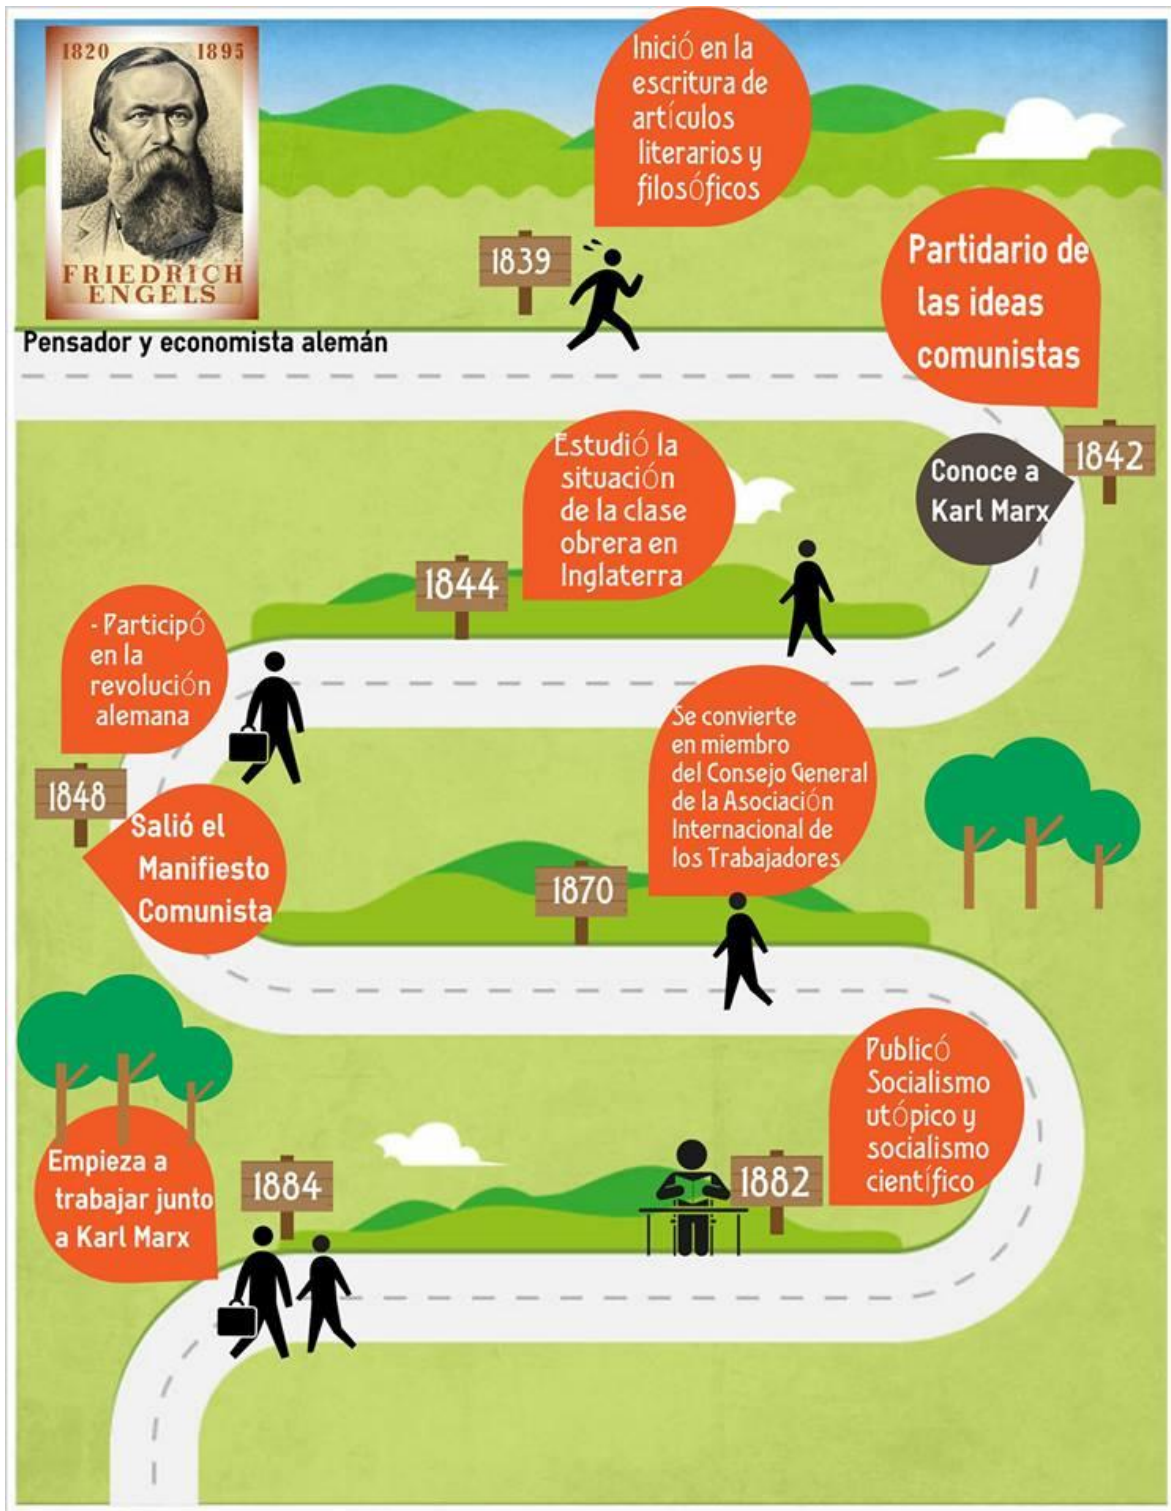 1820 1895
FRIEDRICH
ENGELS
Pensador y economista alemán
Inició en la
escritura de
artículos
literarios y
filosóficos
1839
Partidario de
las ideas
comunistas
1842
Conoce a
Karl Marx
Estudió la
situación
de la clase
obrera en
Inglaterra
1844
- Participó
en la
revolución
alemana
1848
Salió el
Manifiesto
Comunista
Se convierte
en miembro
del Consejo General
de la Asociación
Internacional de
los Trabajadores
1870
Publicó
Socialismo
utópico y
socialismo
científico
1882
Empieza a
trabajar junto
a Karl Marx
1884